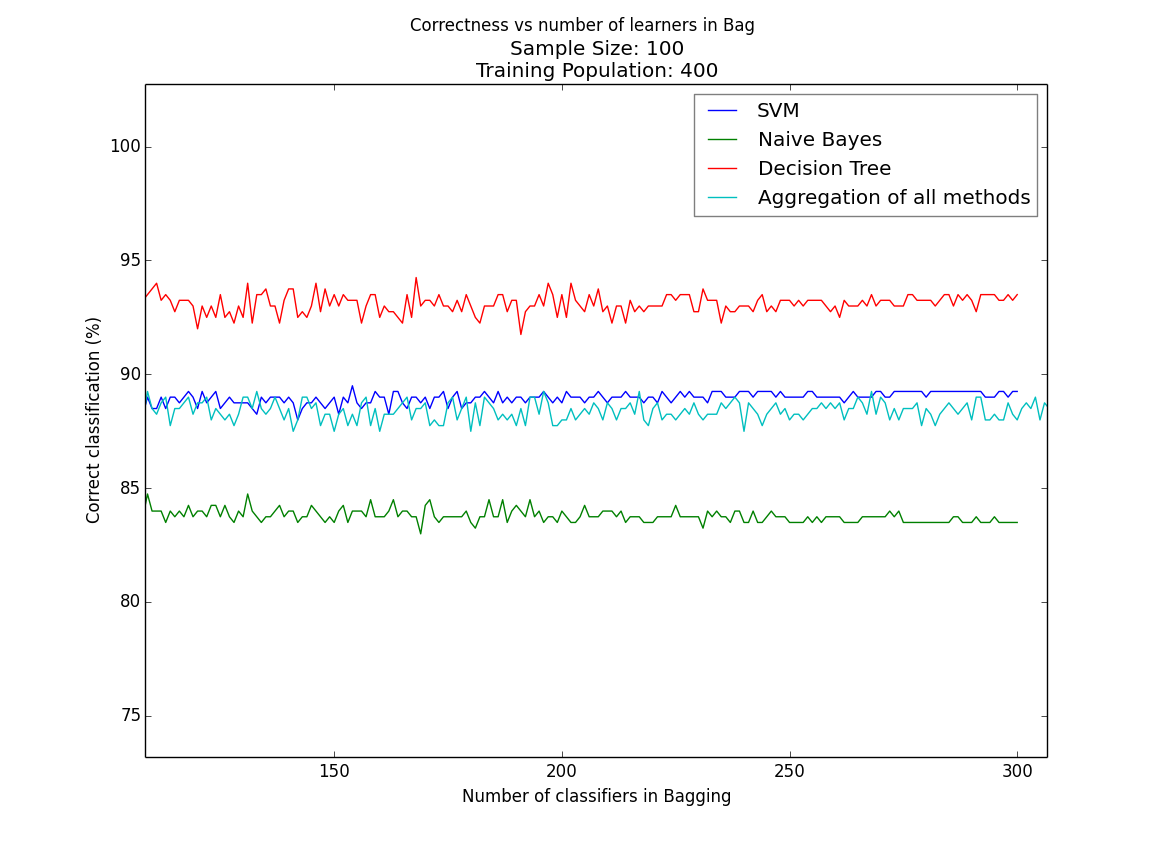 Correctness vs number of learners in Bag
Sample Size: 100
Training Population: 400
SVM
Naive Bayes
Decision Tree
Aggregation of all methods
100
95
90
85
80
75
Correct classification (%)
150 200 250 300
Number of classifiers in Bagging